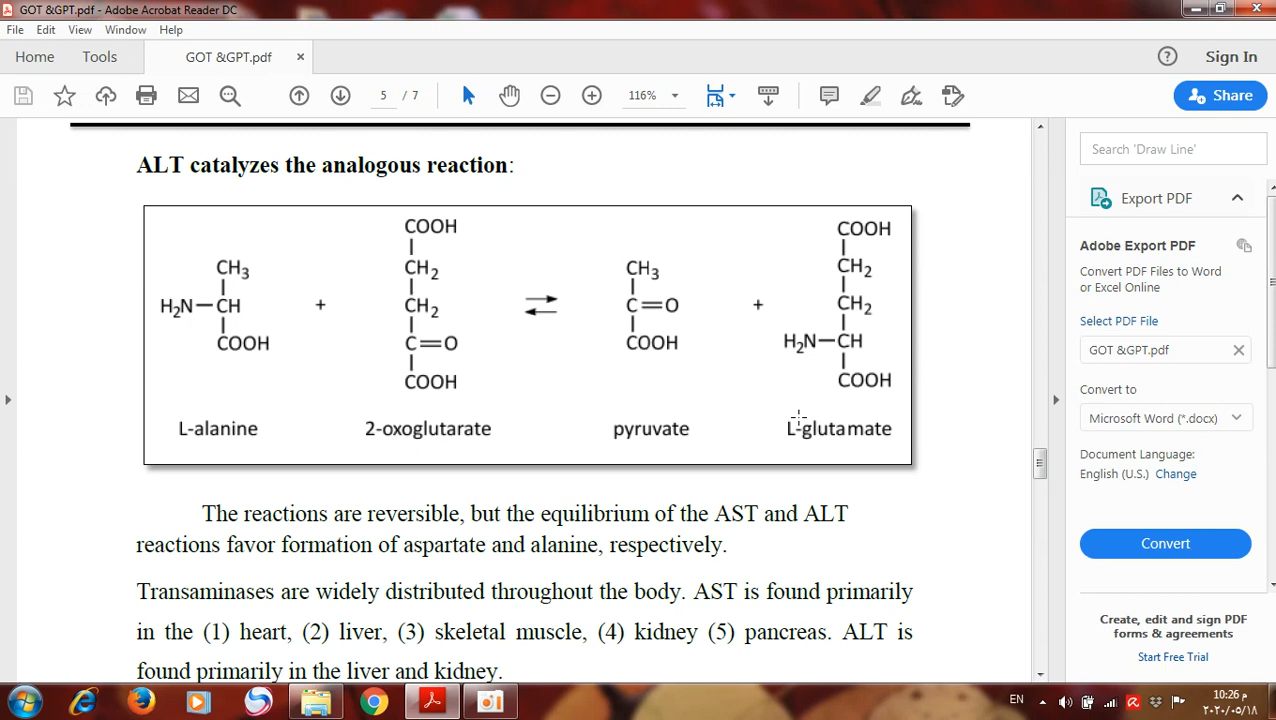 GOT &GPT.pdf - Adobe Acrobat Reader DC
File Edit View Window Help
Home Tools GOT &GPT.pdf × ? Sign In
5 / 7 116% Share
ALT catalyzes the analogous reaction:
COOH COOH
CH3 CH2 CH3 CH2
H2N—CH + CH2 ⇌ C=O + CH2
COOH C=O COOH H2N—CH
COOH COOH
L-alanine 2-oxoglutarate pyruvate L-glutamate
The reactions are reversible, but the equilibrium of the AST and ALT
reactions favor formation of aspartate and alanine, respectively.
Transaminases are widely distributed throughout the body. AST is found primarily
in the (1) heart, (2) liver, (3) skeletal muscle, (4) kidney (5) pancreas. ALT is
found primarily in the liver and kidney.
Search 'Draw Line'
Export PDF
Adobe Export PDF
Convert PDF Files to Word
or Excel Online
Select PDF File
GOT &GPT.pdf
Convert to
Microsoft Word (*.docx)
Document Language:
English (U.S.) Change
Convert
Create, edit and sign PDF
forms & agreements
Start Free Trial
EN
10:26 م
٢٠٢٠/٠٥/١٨